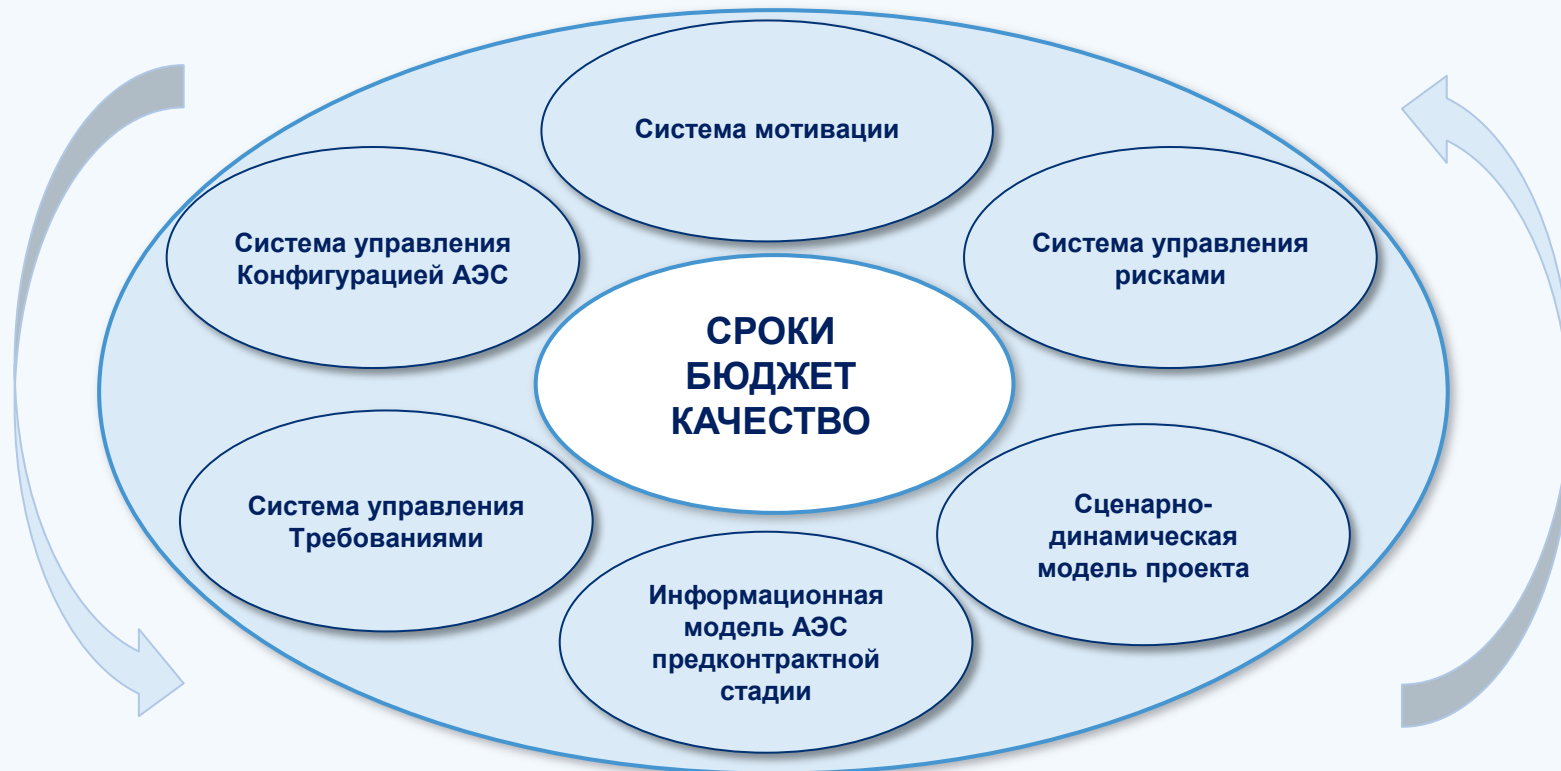 Система мотивации
Система управления
Конфигурацией АЭС
Система управления
рисками
СРОКИ
БЮДЖЕТ
КАЧЕСТВО
Система управления
Требованиями
Сценарно-
динамическая
модель проекта
Информационная
модель АЭС
предконтрактной
стадии